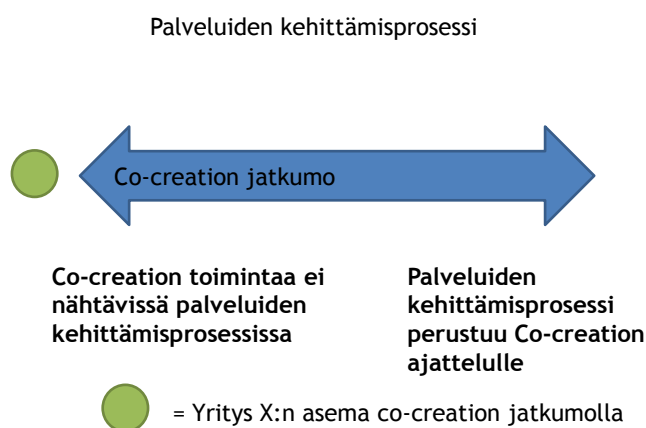 Palveluiden kehittämisprosessi
Co-creation jatkumo
Co-creation toimintaa ei
nähtävissä palveluiden
kehittämisprosessissa
Palveluiden
kehittämisprosessi
perustuu Co-creation
ajattelulle
= Yritys X:n asema co-creation jatkumolla